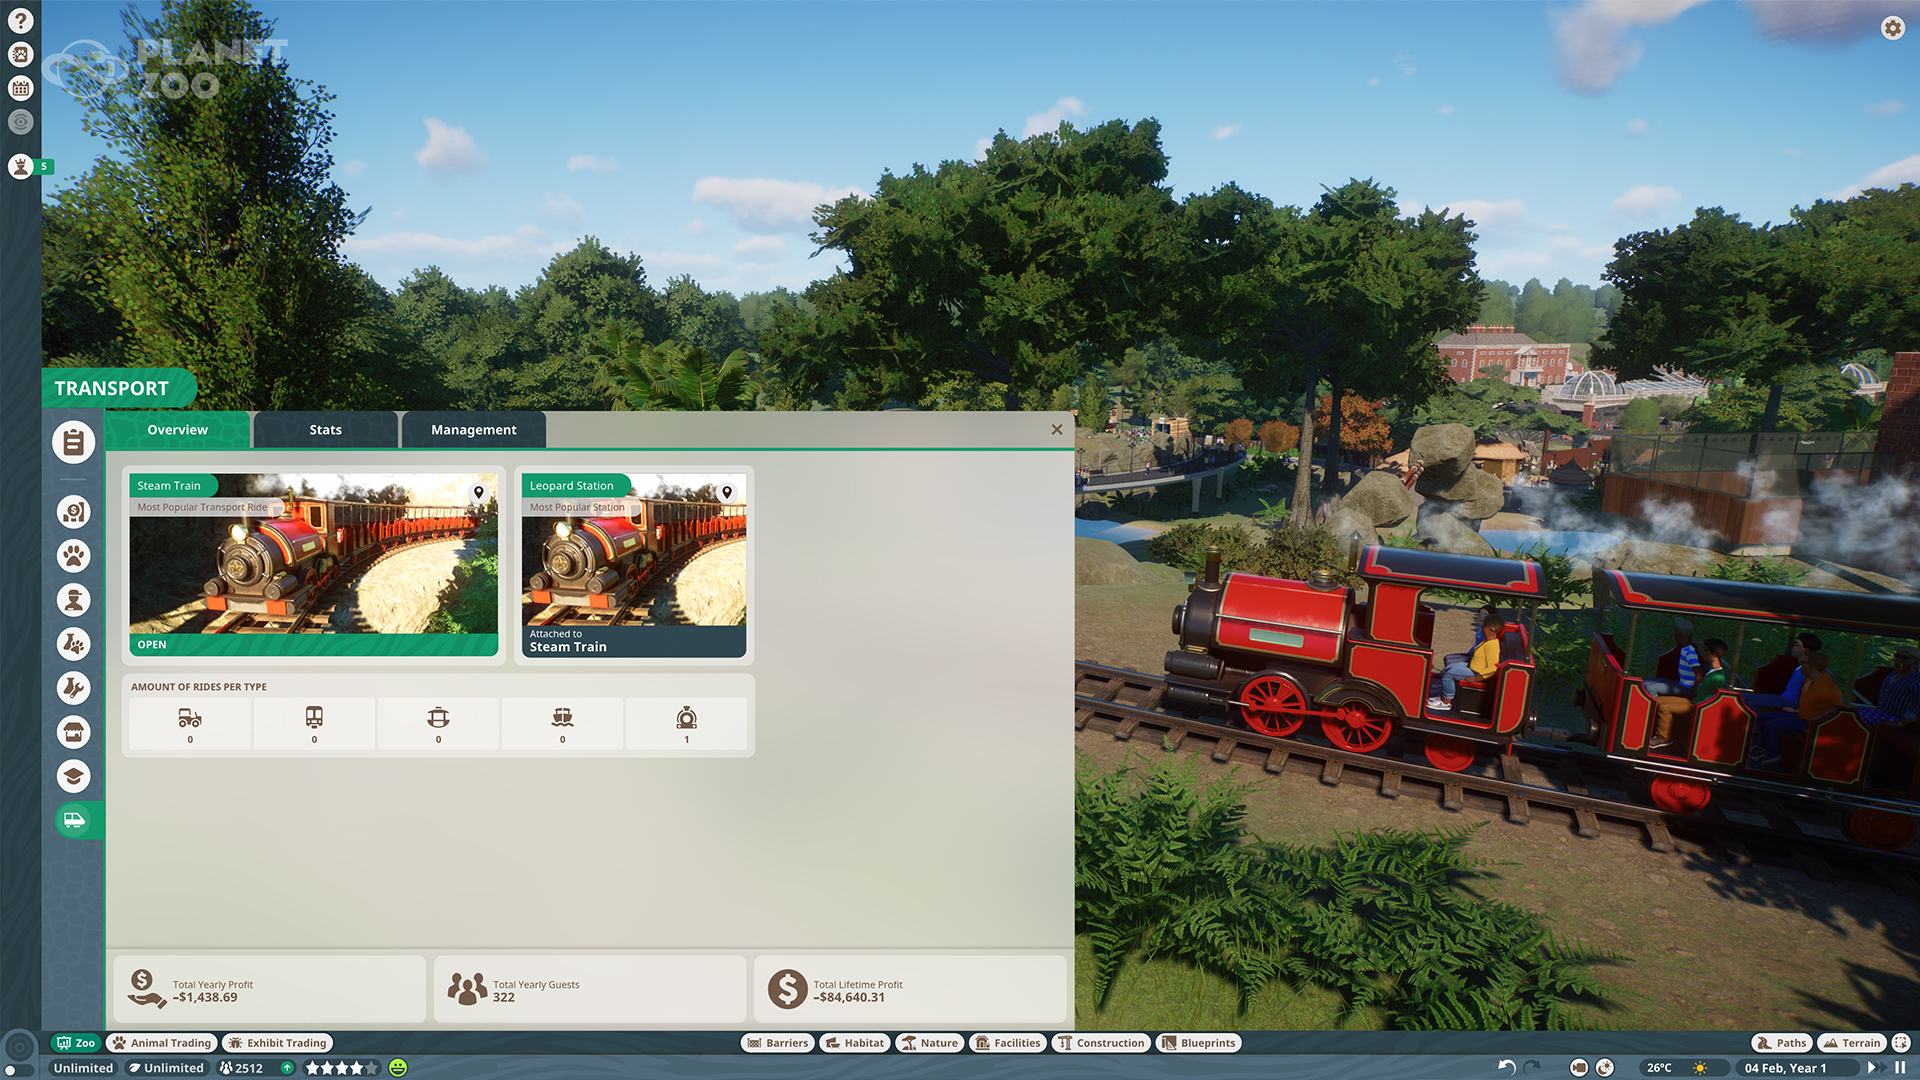 PLANET
ZOO
5
TRANSPORT
Overview
Stats
Management
Steam Train
Most Popular Transport Ride
OPEN
Leopard Station
Most Popular Station
Attached to
Steam Train
AMOUNT OF RIDES PER TYPE
0
0
0
0
1
Total Yearly Profit
-$1,438.69
Total Yearly Guests
322
Total Lifetime Profit
-$84,640.31
Zoo
Animal Trading
Exhibit Trading
Barriers
Habitat
Nature
Facilities
Construction
Blueprints
Paths
Terrain
Unlimited
Unlimited
2512
26°C
04 Feb, Year 1